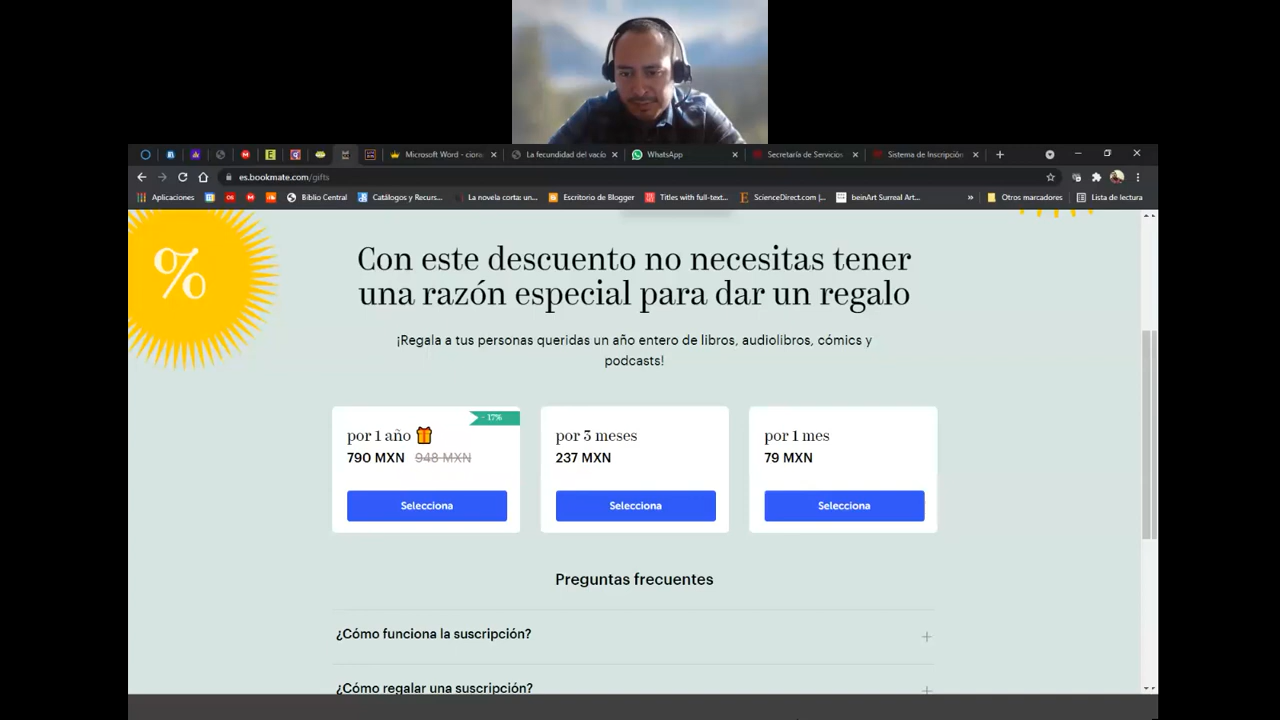 Microsoft Word - ciona
La fecundidad del vacío
WhatsApp
Secretaría de Servicios
Sistema de Inscripción
es.bookmate.com/gifts
Aplicaciones
Biblio Central
Catálogos y Recurs...
La novela corta: un...
Escritorio de Blogger
Titles with full-text...
ScienceDirect.com |...
beinArt Surreal Art...
»
Otros marcadores
Lista de lectura
%
Con este descuento no necesitas tener
una razón especial para dar un regalo
¡Regala a tus personas queridas un año entero de libros, audiolibros, cómics y
podcasts!
- 17%
por 1 año
790 MXN 948 MXN
Selecciona
por 3 meses
237 MXN
Selecciona
por 1 mes
79 MXN
Selecciona
Preguntas frecuentes
¿Cómo funciona la suscripción?
¿Cómo regalar una suscripción?